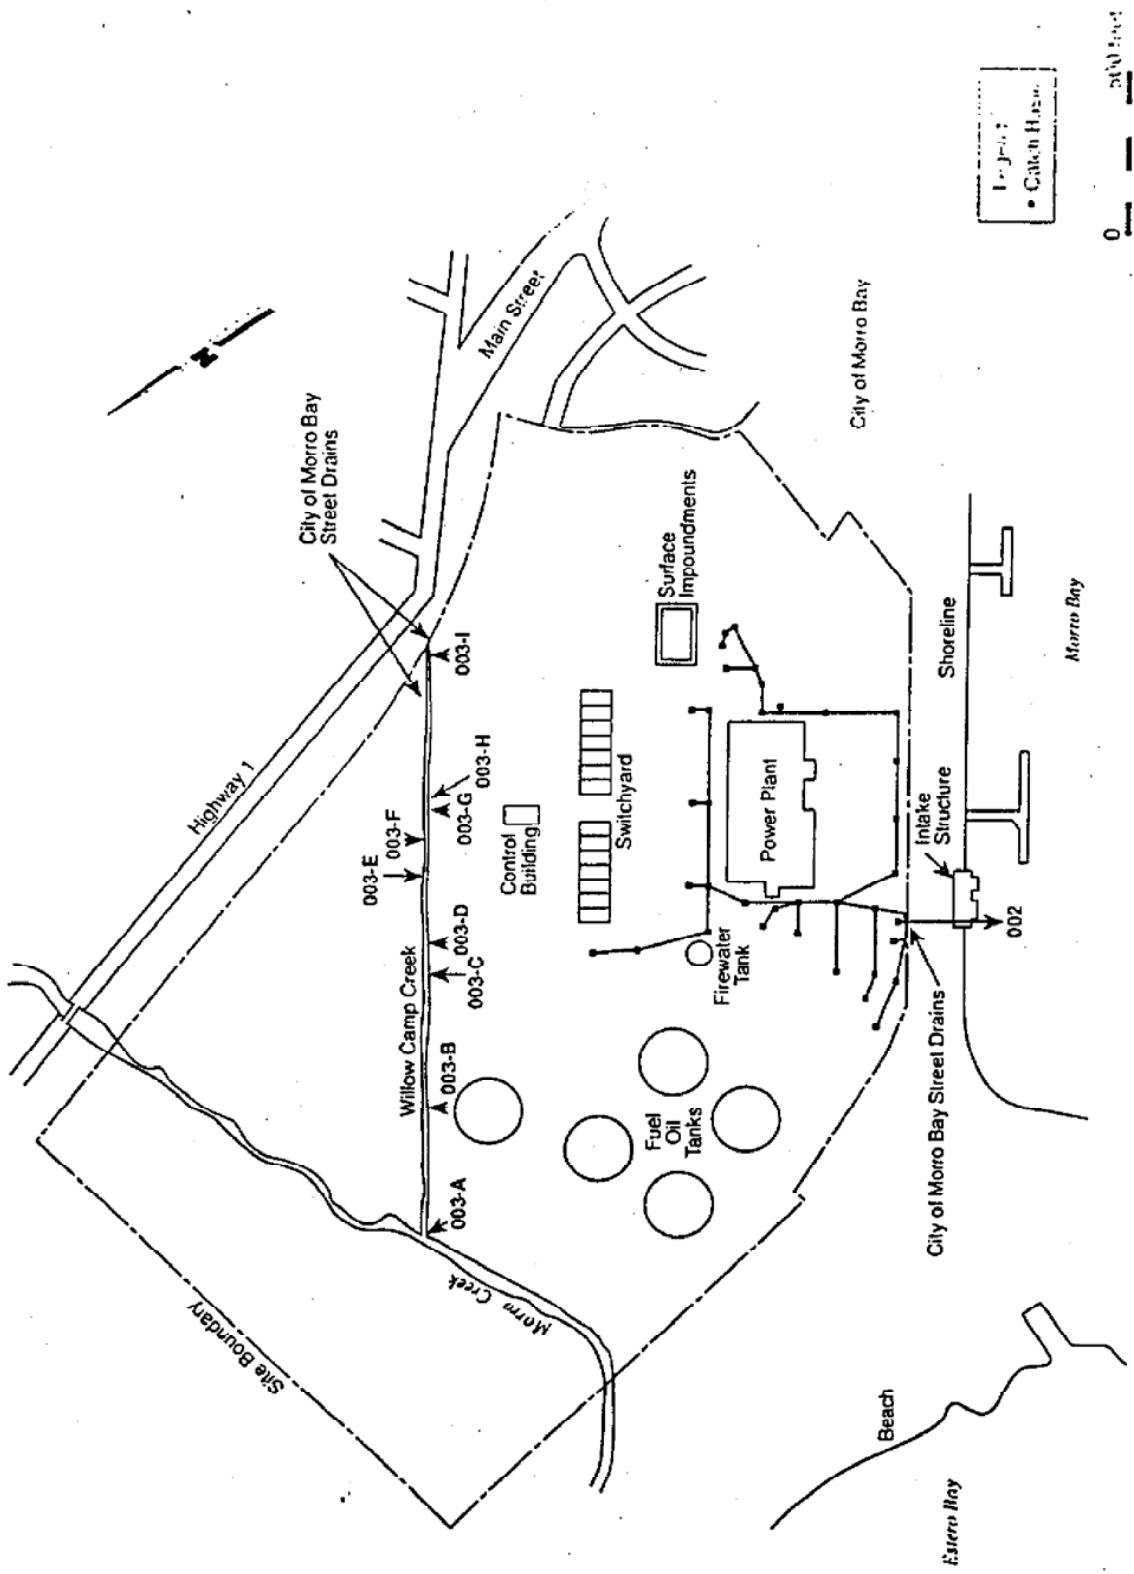 Site Boundary
Highway 1
City of Morro Bay
Street Drains
Main Street
N
Morro Creek
Willow Camp Creek
003-A
003-B
003-C
003-D
003-E
003-F
003-G
003-H
003-I
Control
Building
Switchyard
Surface
Impoundments
Fuel
Oil
Tanks
Firewater
Tank
Power Plant
City of Morro Bay
City of Morro Bay Street Drains
Intake
Structure
002
Shoreline
Beach
Estero Bay
Morro Bay
Legend
• Catch Basin
0
500 feet